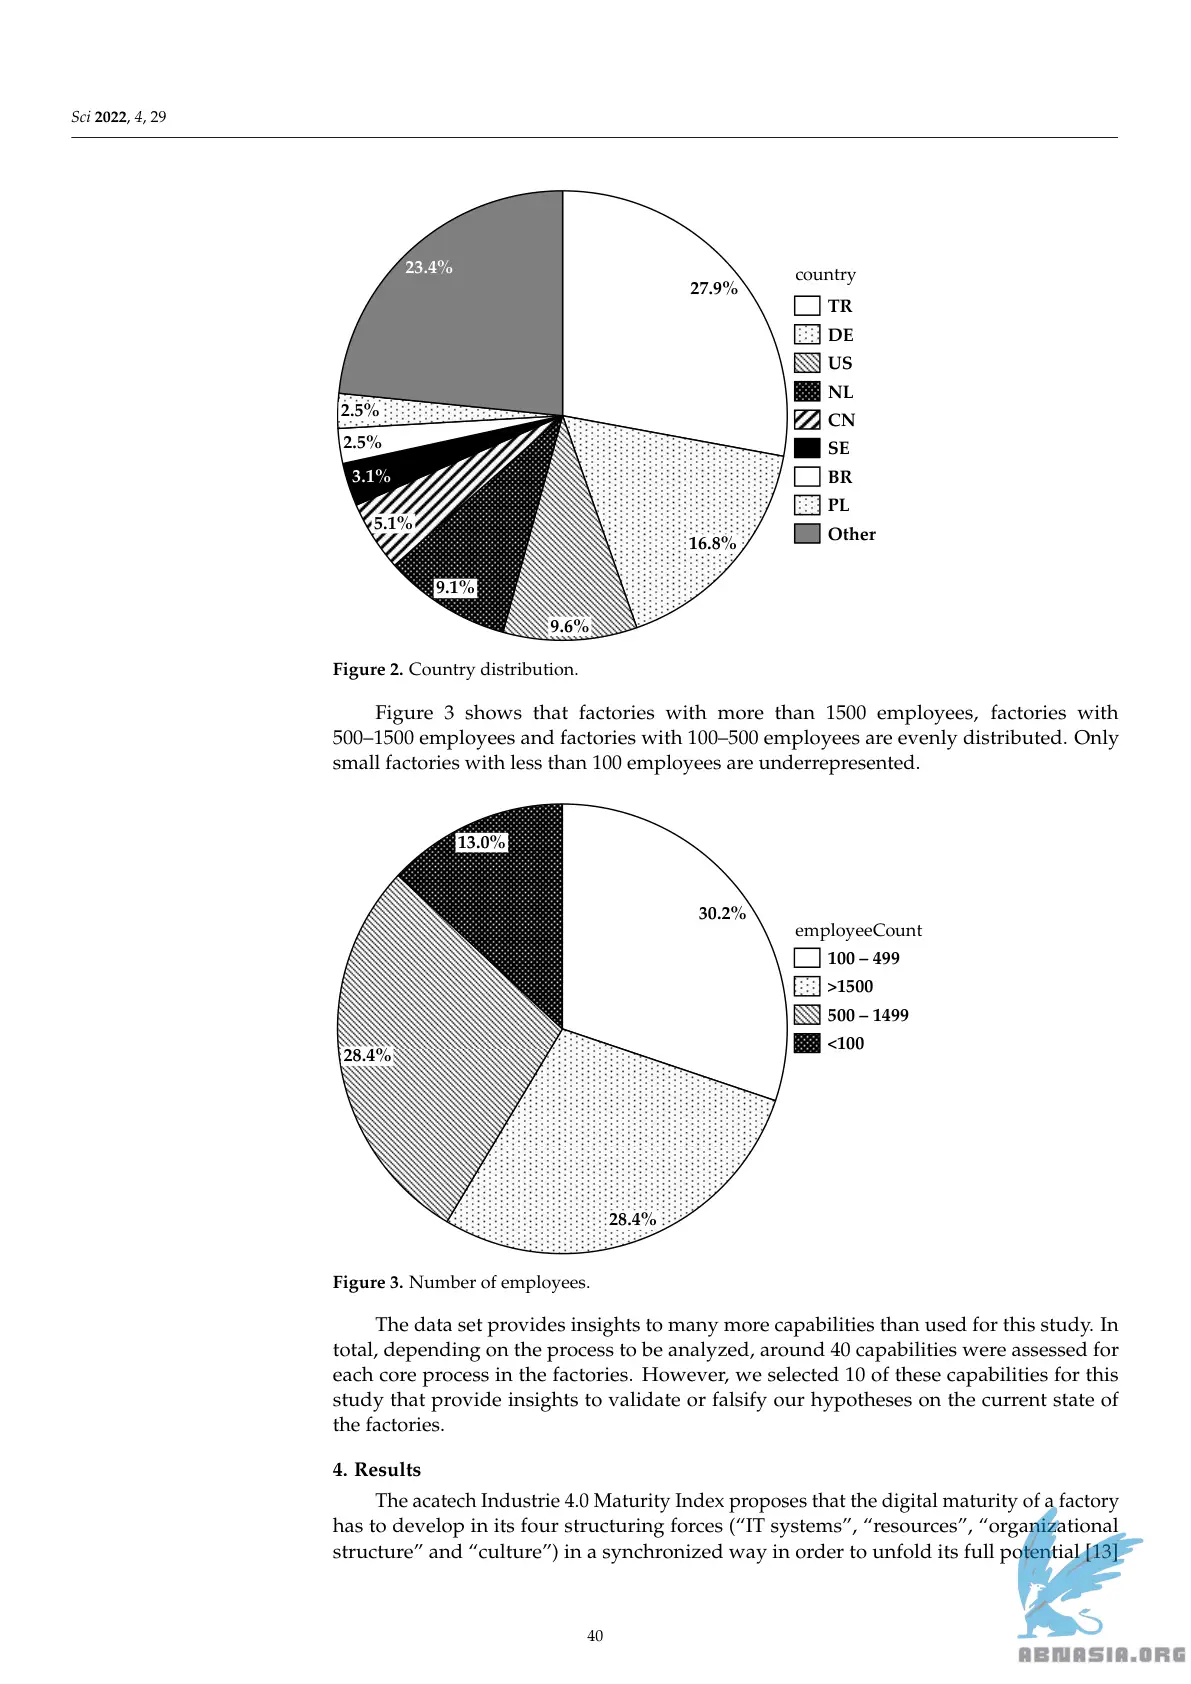 Sci 2022, 4, 29
23.4%
27.9%
2.5%
2.5%
3.1%
5.1%
9.1%
9.6%
16.8%
country
TR
DE
US
NL
CN
SE
BR
PL
Other
Figure 2. Country distribution.
Figure 3 shows that factories with more than 1500 employees, factories with
500–1500 employees and factories with 100–500 employees are evenly distributed. Only
small factories with less than 100 employees are underrepresented.
13.0%
30.2%
28.4%
28.4%
employeeCount
100 – 499
>1500
500 – 1499
<100
Figure 3. Number of employees.
The data set provides insights to many more capabilities than used for this study. In
total, depending on the process to be analyzed, around 40 capabilities were assessed for
each core process in the factories. However, we selected 10 of these capabilities for this
study that provide insights to validate or falsify our hypotheses on the current state of
the factories.
4. Results
The acatech Industrie 4.0 Maturity Index proposes that the digital maturity of a factory
has to develop in its four structuring forces (“IT systems”, “resources”, “organizational
structure” and “culture”) in a synchronized way in order to unfold its full potential [13]
40
ABNASIA.ORG